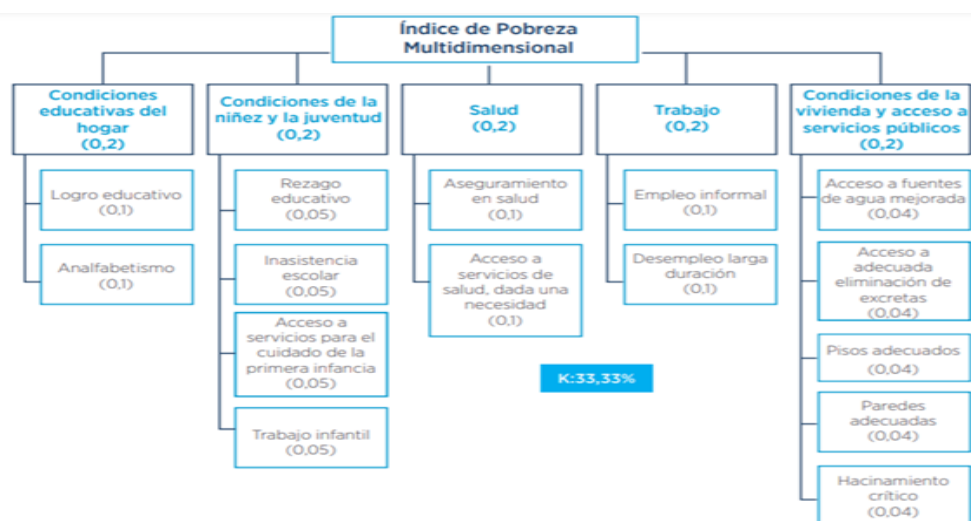 Índice de Pobreza
Multidimensional
Condiciones
educativas del
hogar
(0,2)
Logro educativo
(0,1)
Analfabetismo
(0,1)
Condiciones de la
niñez y la juventud
(0,2)
Rezago
educativo
(0,05)
Inasistencia
escolar
(0,05)
Acceso a
servicios para el
cuidado de la
primera infancia
(0,05)
Trabajo infantil
(0,05)
Salud
(0,2)
Aseguramiento
en salud
(0,1)
Acceso a
servicios de
salud, dada una
necesidad
(0,1)
Trabajo
(0,2)
Empleo informal
(0,1)
Desempleo larga
duración
(0,1)
K:33,33%
Condiciones de la
vivienda y acceso a
servicios públicos
(0,2)
Acceso a fuentes
de agua mejorada
(0,04)
Acceso a
adecuada
eliminación de
excretas
(0,04)
Pisos adecuados
(0,04)
Paredes
adecuadas
(0,04)
Hacinamiento
crítico
(0,04)